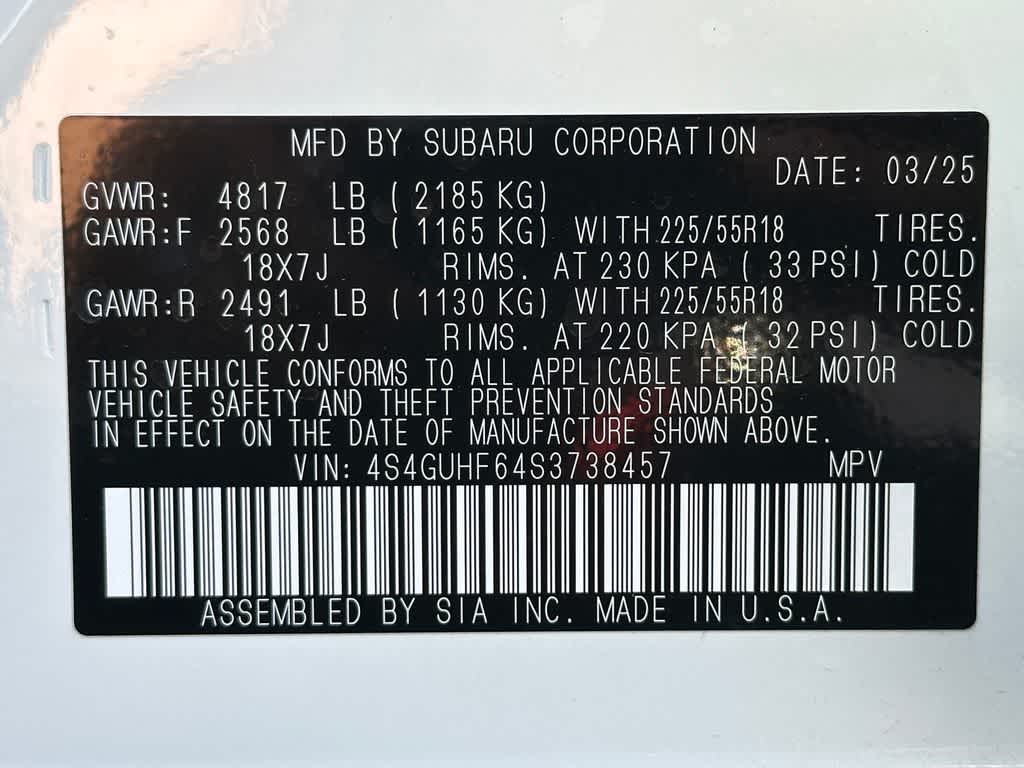 MFD BY SUBARU CORPORATION
DATE: 03/25
GVWR: 4817 LB ( 2185 KG)
GAWR:F 2568 LB ( 1165 KG) WITH 225/55R18 TIRES.
18X7J RIMS. AT 230 KPA ( 33 PSI) COLD
GAWR:R 2491 LB ( 1130 KG) WITH 225/55R18 TIRES.
18X7J RIMS. AT 220 KPA ( 32 PSI) COLD
THIS VEHICLE CONFORMS TO ALL APPLICABLE FEDERAL MOTOR
VEHICLE SAFETY AND THEFT PREVENTION STANDARDS
IN EFFECT ON THE DATE OF MANUFACTURE SHOWN ABOVE.
VIN: 4S4GUHF64S3738457 MPV
ASSEMBLED BY SIA INC. MADE IN U.S.A.